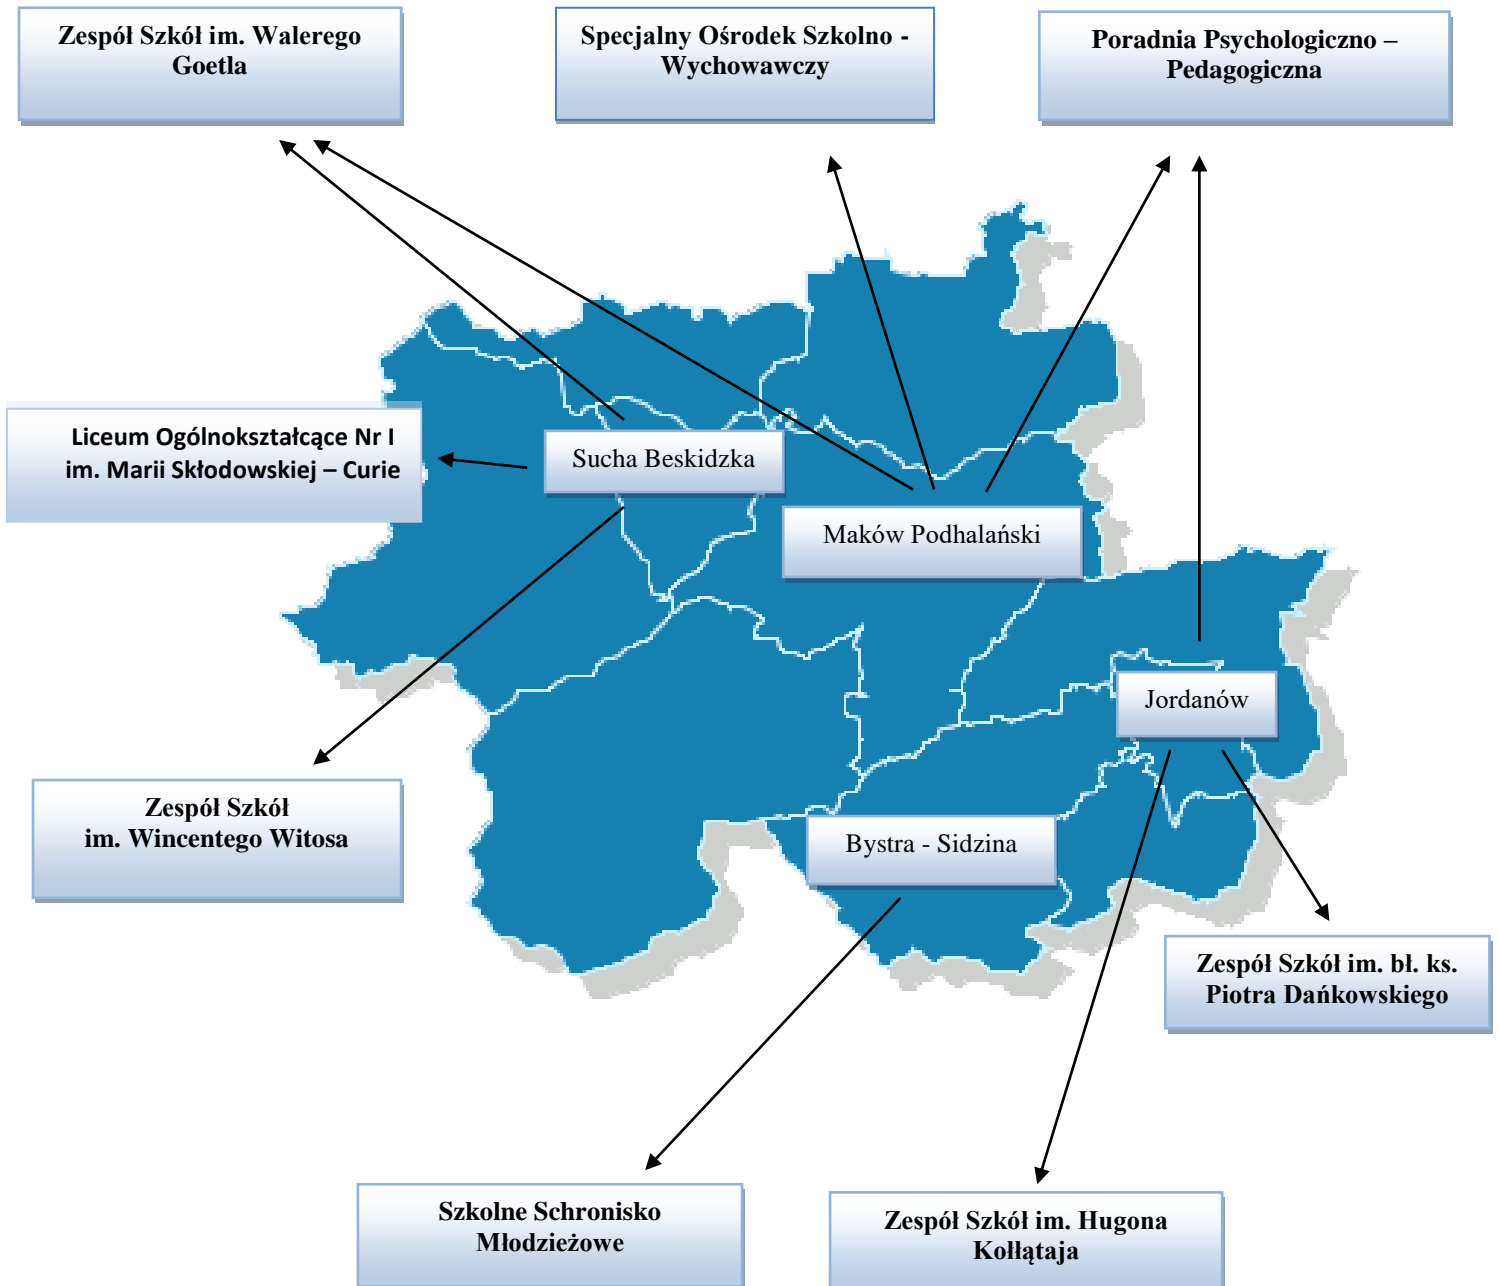 Zespół Szkół im. Walerego
Goetla
Specjalny Ośrodek Szkolno -
Wychowawczy
Poradnia Psychologiczno –
Pedagogiczna
Liceum Ogólnokształcące Nr I
im. Marii Skłodowskiej – Curie
Sucha Beskidzka
Maków Podhalański
Jordanów
Zespół Szkół
im. Wincentego Witosa
Bystra - Sidzina
Zespół Szkół im. bł. ks.
Piotra Dańkowskiego
Szkolne Schronisko
Młodzieżowe
Zespół Szkół im. Hugona
Kołłątaja